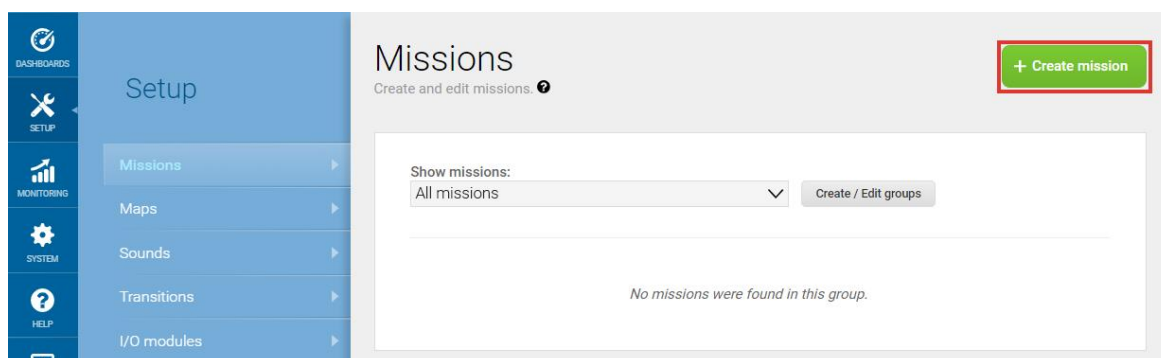 DASHBOARDS
SETUP
MONITORING
SYSTEM
HELP
Setup
Missions
Maps
Sounds
Transitions
I/O modules
Missions
Create and edit missions. ?
+ Create mission
Show missions:
All missions
Create / Edit groups
No missions were found in this group.